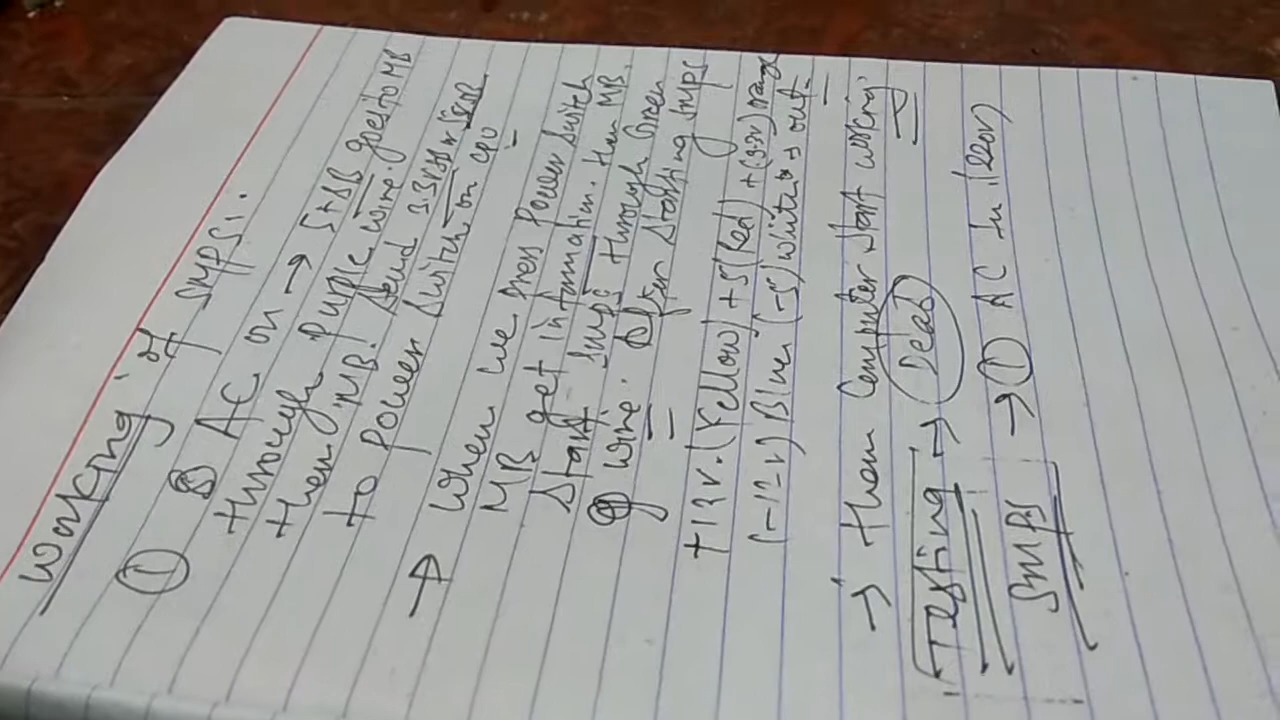 Working of SMPS.
① AC on → 5+SB goes to MB
through Purple wire.
then MB. Send 3.3 or 5
to Power Switch on CPU
→ When we Press Power Switch
MB get information. then MB.
Start SMPS through Green
wire. After Starting SMPS
+12V. (Yellow) +5 (Red) + (3.3V) orange
(-12V) Blue (-5) White → out
→ then Computer Start working.
Testing → Dead
SMPS → ① AC In (220V)